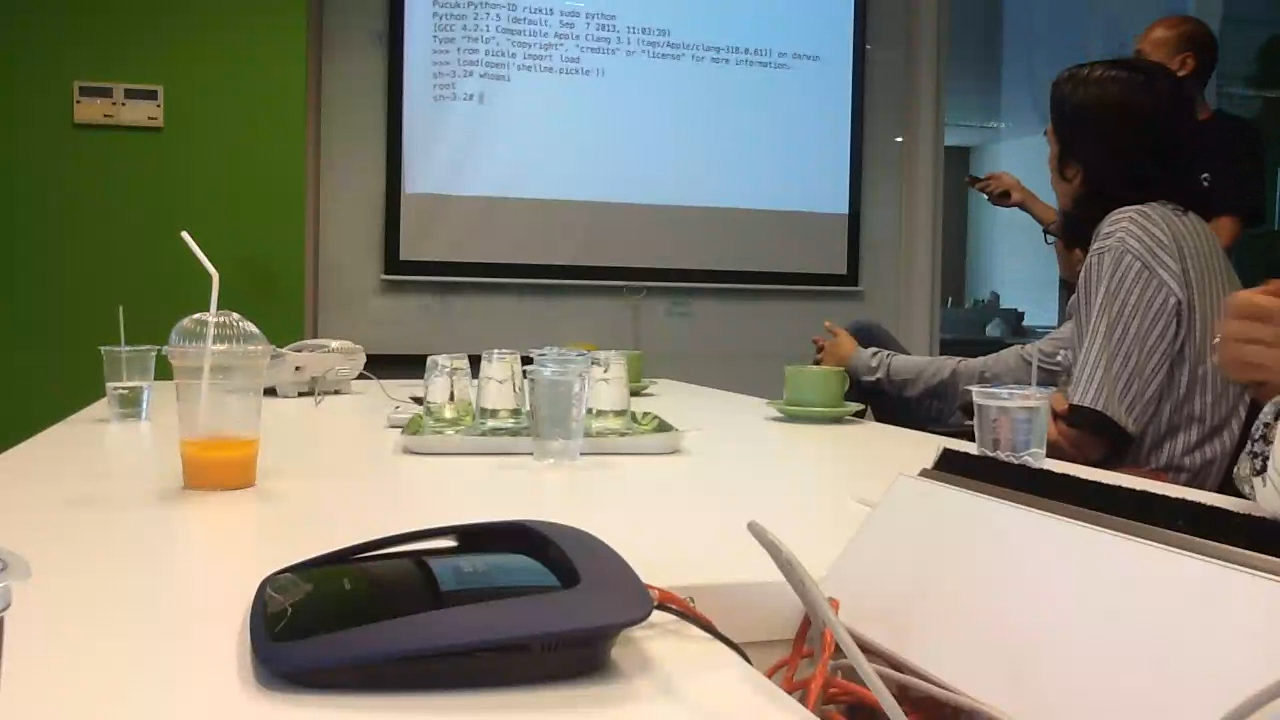 Pucuk:Python-ID rizki$ sudo python
Python 2.7.5 (default, Sep  7 2013, 11:03:29)
[GCC 4.2.1 Compatible Apple Clang 3.1 (tags/Apple/clang-318.0.61)] on darwin
Type "help", "copyright", "credits" or "license" for more information.
>>> from pickle import load
>>> load(open('shellne.pickle'))
sh-3.2# whoami
root
sh-3.2#